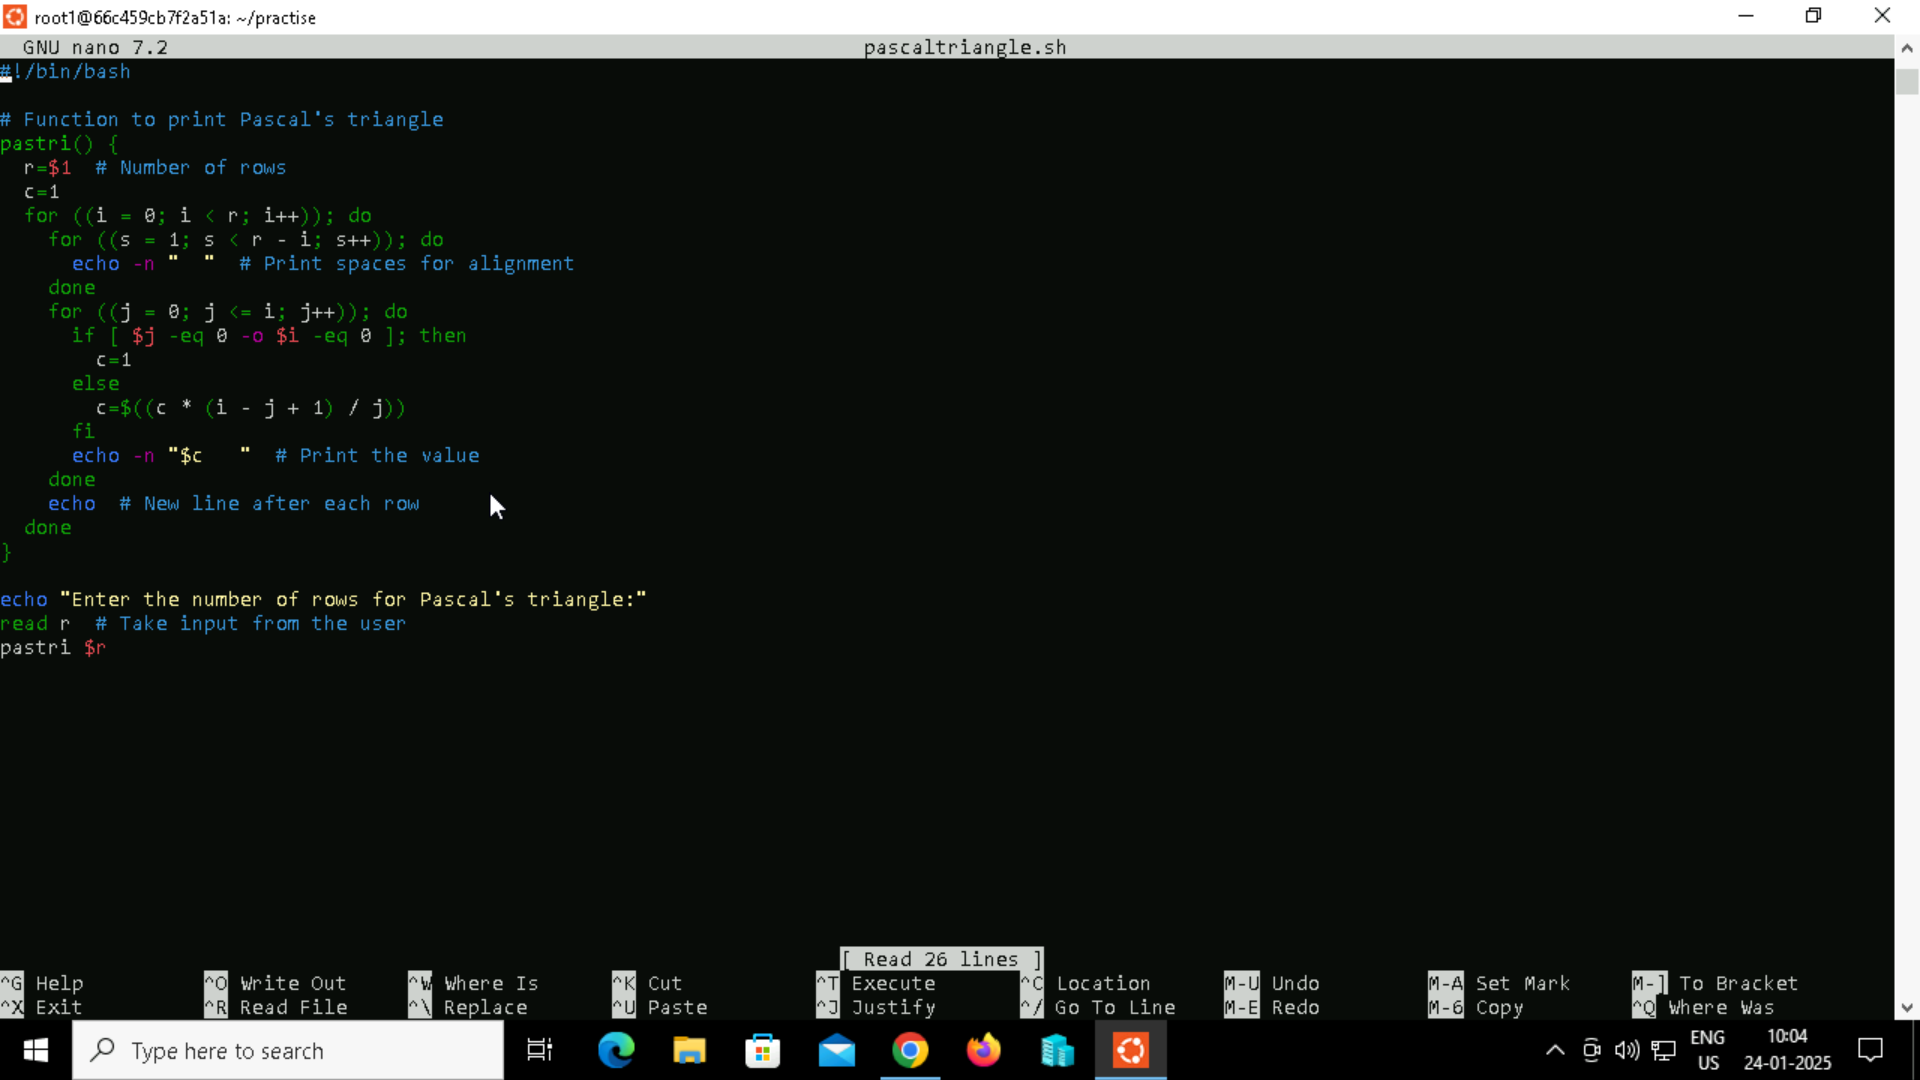 root1@66c459cb7f2a51a: ~/practise
GNU nano 7.2 pascaltriangle.sh
#!/bin/bash

# Function to print Pascal's triangle
pastri() {
  r=$1  # Number of rows
  c=1
  for ((i = 0; i < r; i++)); do
    for ((s = 1; s < r - i; s++)); do
      echo -n "  "  # Print spaces for alignment
    done
    for ((j = 0; j <= i; j++)); do
      if [ $j -eq 0 -o $i -eq 0 ]; then
        c=1
      else
        c=$((c * (i - j + 1) / j))
      fi
      echo -n "$c   "  # Print the value
    done
    echo  # New line after each row
  done
}

echo "Enter the number of rows for Pascal's triangle:"
read r  # Take input from the user
pastri $r
[ Read 26 lines ]
^G Help ^O Write Out ^W Where Is ^K Cut ^T Execute ^C Location M-U Undo M-A Set Mark M-] To Bracket
^X Exit ^R Read File ^\ Replace ^U Paste ^J Justify ^/ Go To Line M-E Redo M-6 Copy ^Q Where Was
Type here to search
ENG
US
10:04
24-01-2025